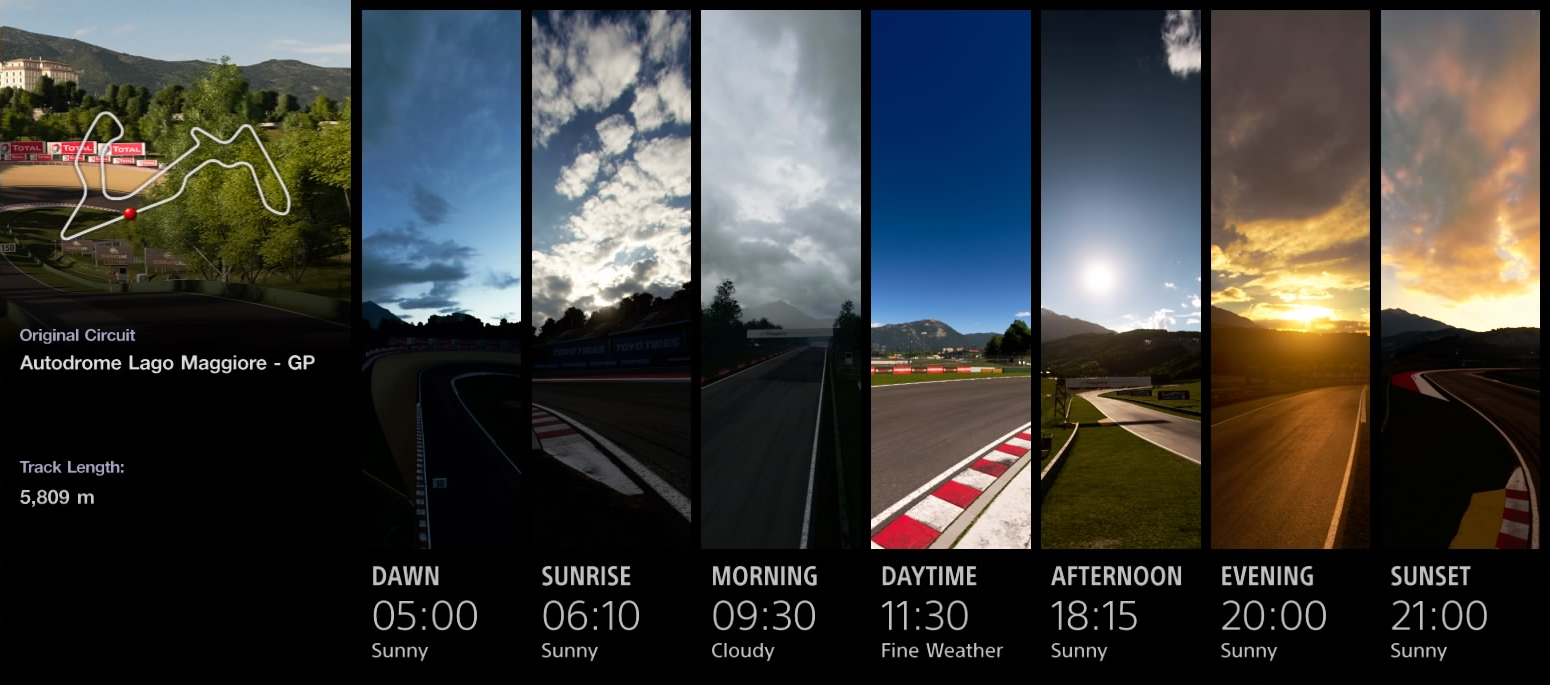 TOTAL TOTAL TOTAL
150
Original Circuit
Autodrome Lago Maggiore - GP
Track Length:
5,809 m
TOYO TIRES TOYO TIRES
DAWN
05:00
Sunny
SUNRISE
06:10
Sunny
MORNING
09:30
Cloudy
DAYTIME
11:30
Fine Weather
AFTERNOON
18:15
Sunny
EVENING
20:00
Sunny
SUNSET
21:00
Sunny